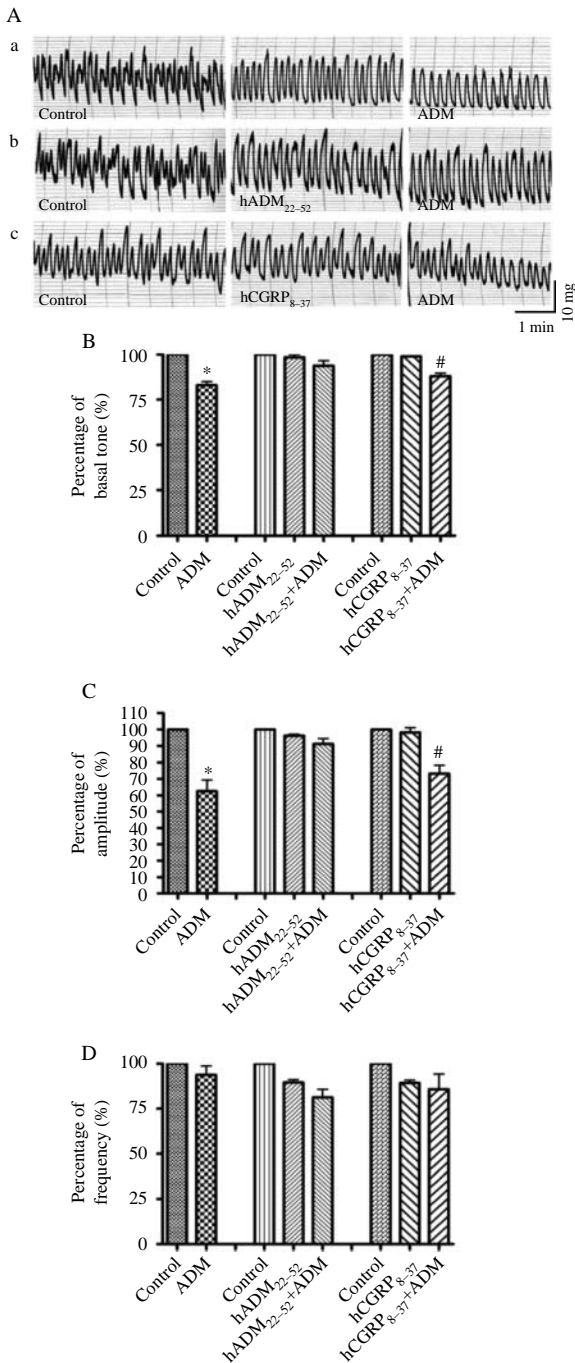 A
a
Control
ADM
b
Control
hADM22–52
ADM
c
Control
hCGRP8–37
ADM
10 mg
1 min
B
Percentage of
basal tone (%)
100
75
50
25
0
*
#
Control
ADM
Control
hADM22–52
hADM22–52+ADM
Control
hCGRP8–37
hCGRP8–37+ADM
C
Percentage of
amplitude (%)
110
100
90
80
70
60
50
40
30
20
10
0
*
#
Control
ADM
Control
hADM22–52
hADM22–52+ADM
Control
hCGRP8–37
hCGRP8–37+ADM
D
Percentage of
frequency (%)
100
75
50
25
0
Control
ADM
Control
hADM22–52
hADM22–52+ADM
Control
hCGRP8–37
hCGRP8–37+ADM